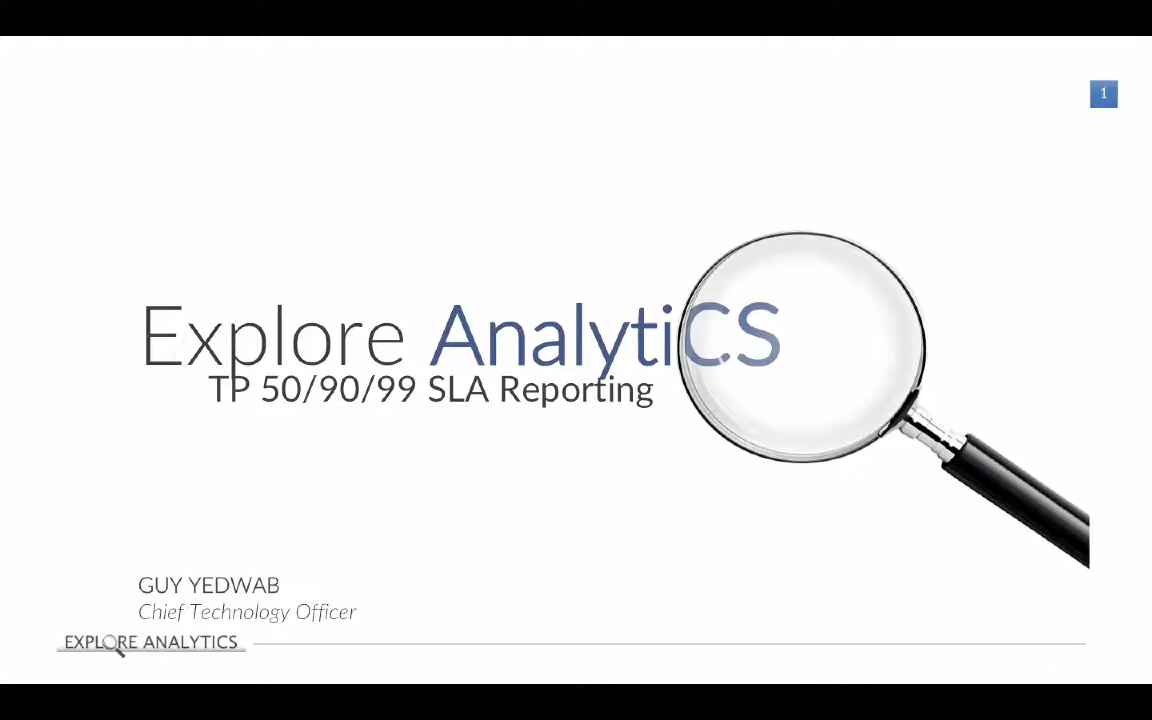 1
Explore AnalytiCS
TP 50/90/99 SLA Reporting
GUY YEDWAB
Chief Technology Officer
EXPLORE ANALYTICS